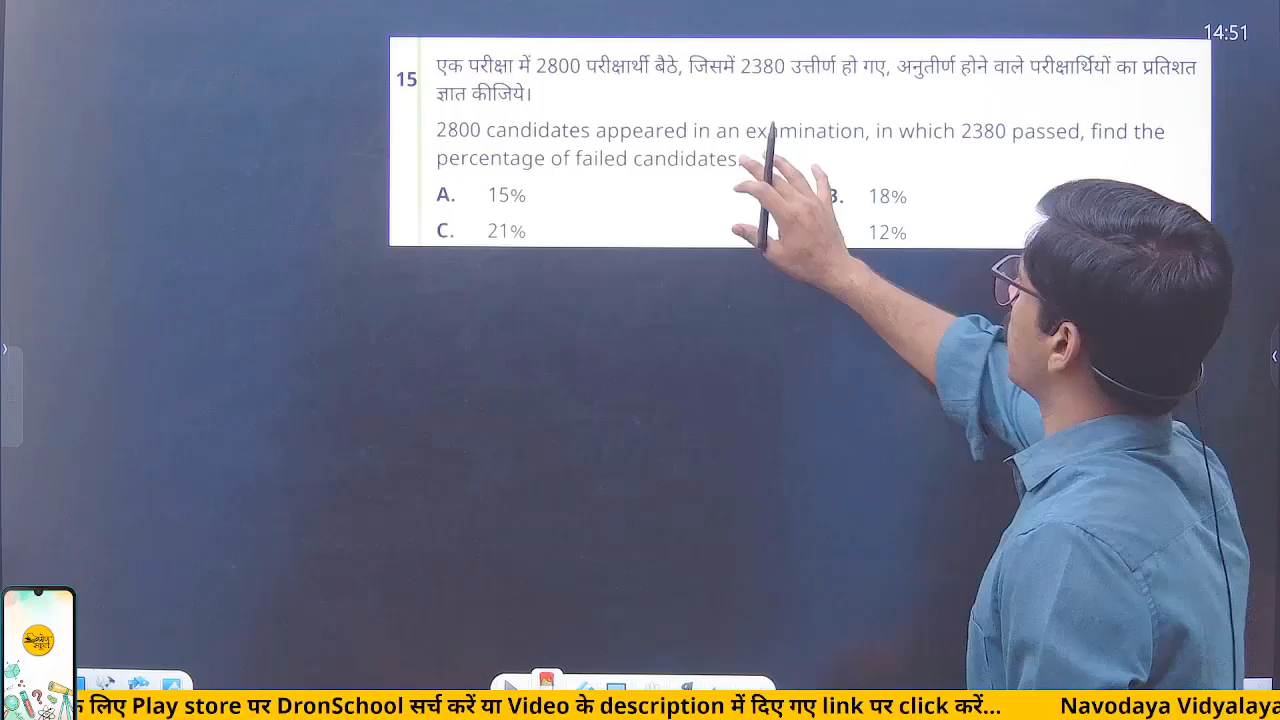 14:51
15 एक परीक्षा में 2800 परीक्षार्थी बैठे, जिसमें 2380 उत्तीर्ण हो गए, अनुतीर्ण होने वाले परीक्षार्थियों का प्रतिशत
ज्ञात कीजिये।
2800 candidates appeared in an examination, in which 2380 passed, find the
percentage of failed candidates.
A. 15% B. 18%
C. 21% 12%
लिए Play store पर DronSchool सर्च करें या Video के description में दिए गए link पर click करें... Navodaya Vidyalaya